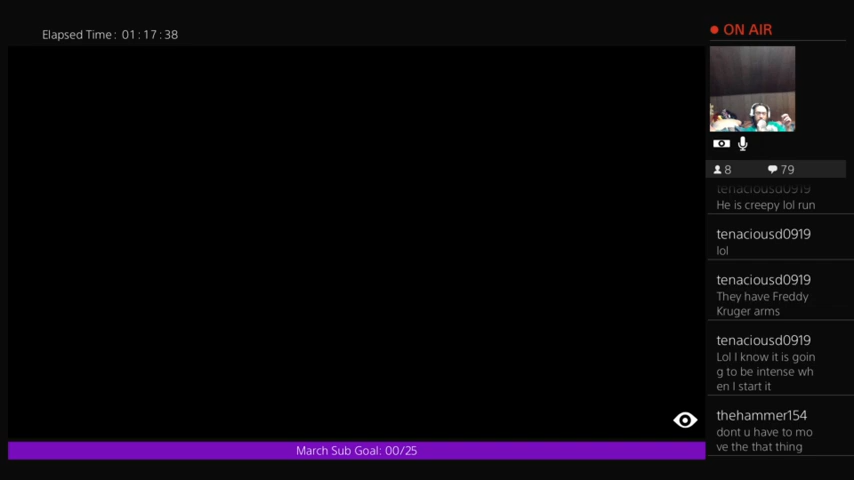 Elapsed Time: 01:17:38
ON AIR
8 79
tenaciousd0919
He is creepy lol run
tenaciousd0919
lol
tenaciousd0919
They have Freddy
Kruger arms
tenaciousd0919
Lol I know it is goin
g to be intense wh
en I start it
thehammer154
dont u have to mo
ve the that thing
March Sub Goal: 00/25